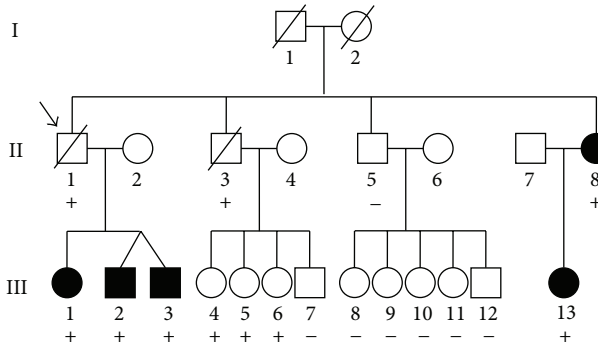 I
1 2
II
1 2 3 4 5 6 7 8
+ + − +
III
1 2 3 4 5 6 7 8 9 10 11 12 13
+ + + + + + − − − − − − +